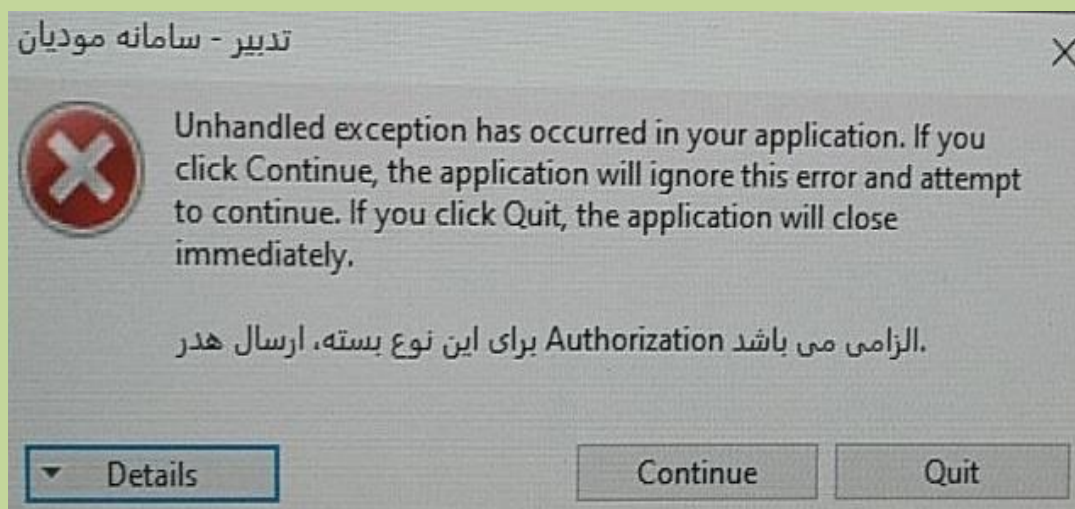 تدبیر - سامانه مودیان
Unhandled exception has occurred in your application. If you
click Continue, the application will ignore this error and attempt
to continue. If you click Quit, the application will close
immediately.
برای این نوع بسته، ارسال هدر Authorization الزامی می باشد.
Details
Continue
Quit